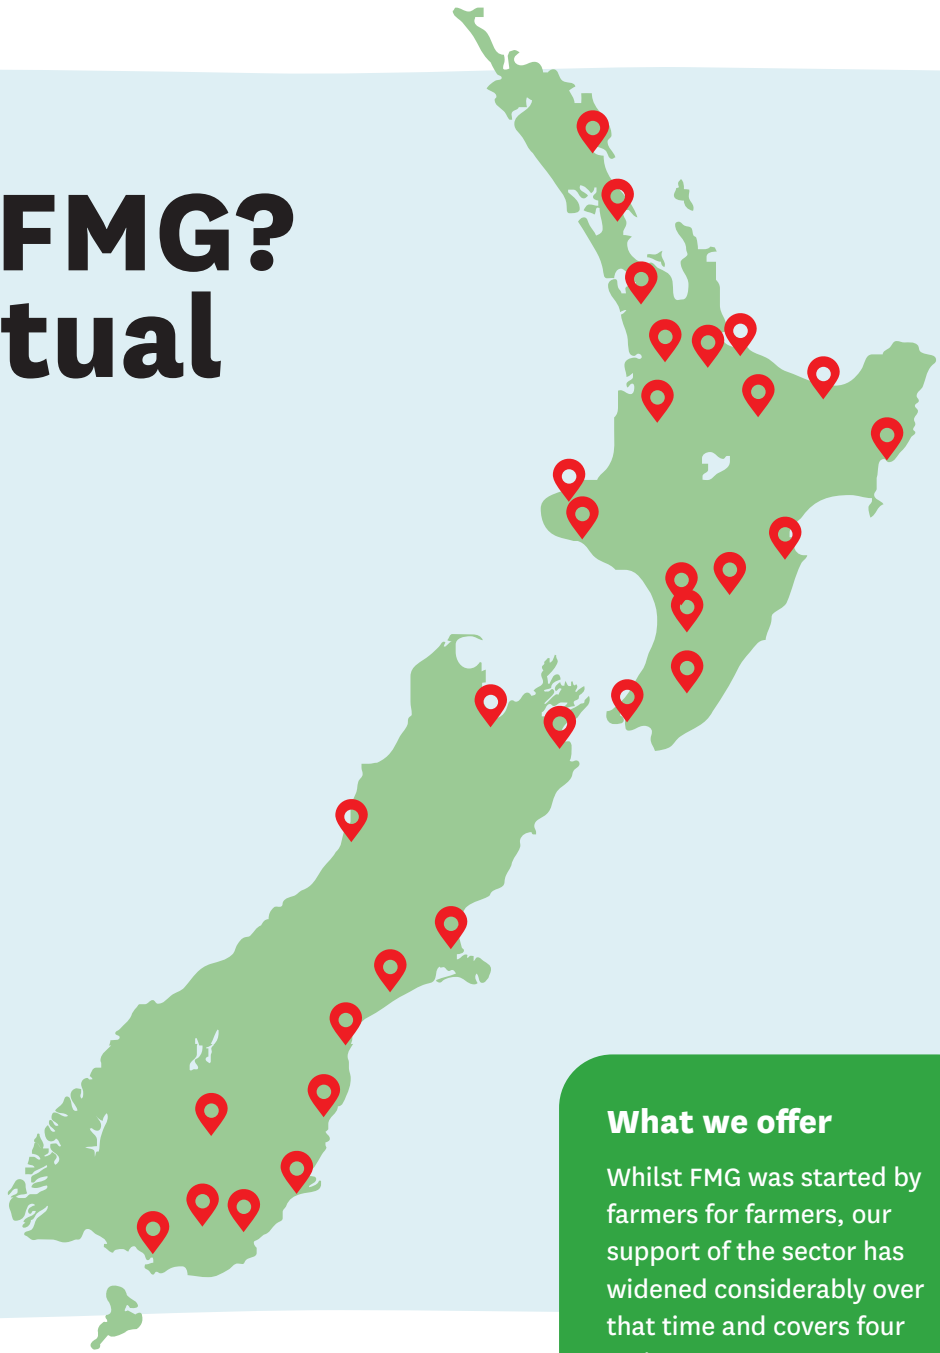 FMG?
tual
What we offer
Whilst FMG was started by
farmers for farmers, our
support of the sector has
widened considerably over
that time and covers four